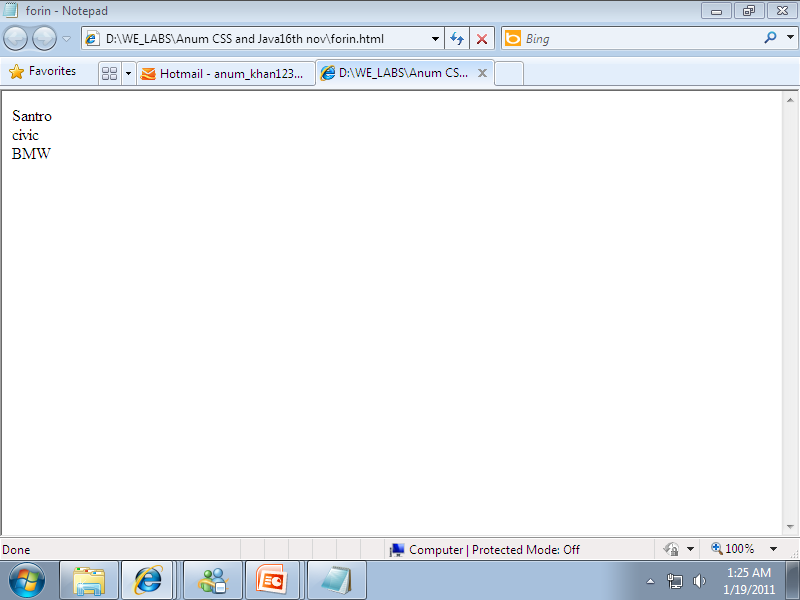 forin - Notepad
D:\WE_LABS\Anum CSS and Java16th nov\forin.html
Bing
Favorites
Hotmail - anum_khan123...
D:\WE_LABS\Anum CS...
Santro
civic
BMW
Done
Computer | Protected Mode: Off
100%
1:25 AM
1/19/2011